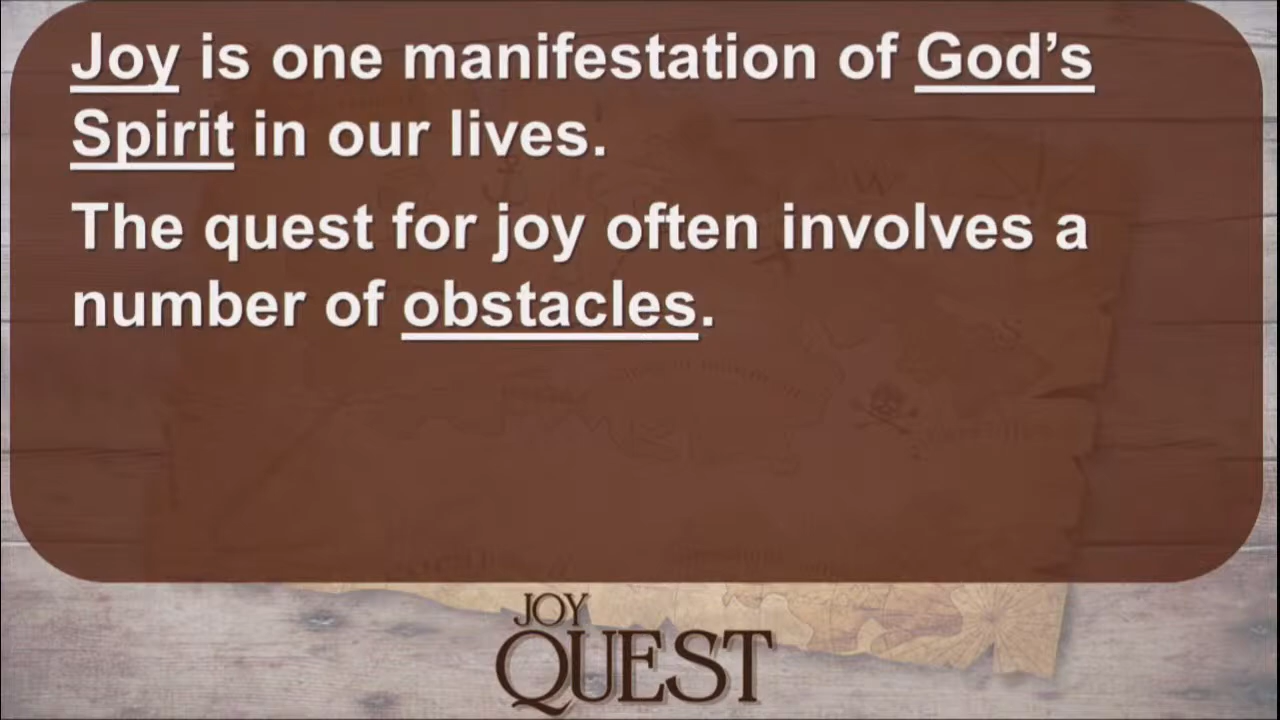 Joy is one manifestation of God’s
Spirit in our lives.
The quest for joy often involves a
number of obstacles.
JOY
QUEST